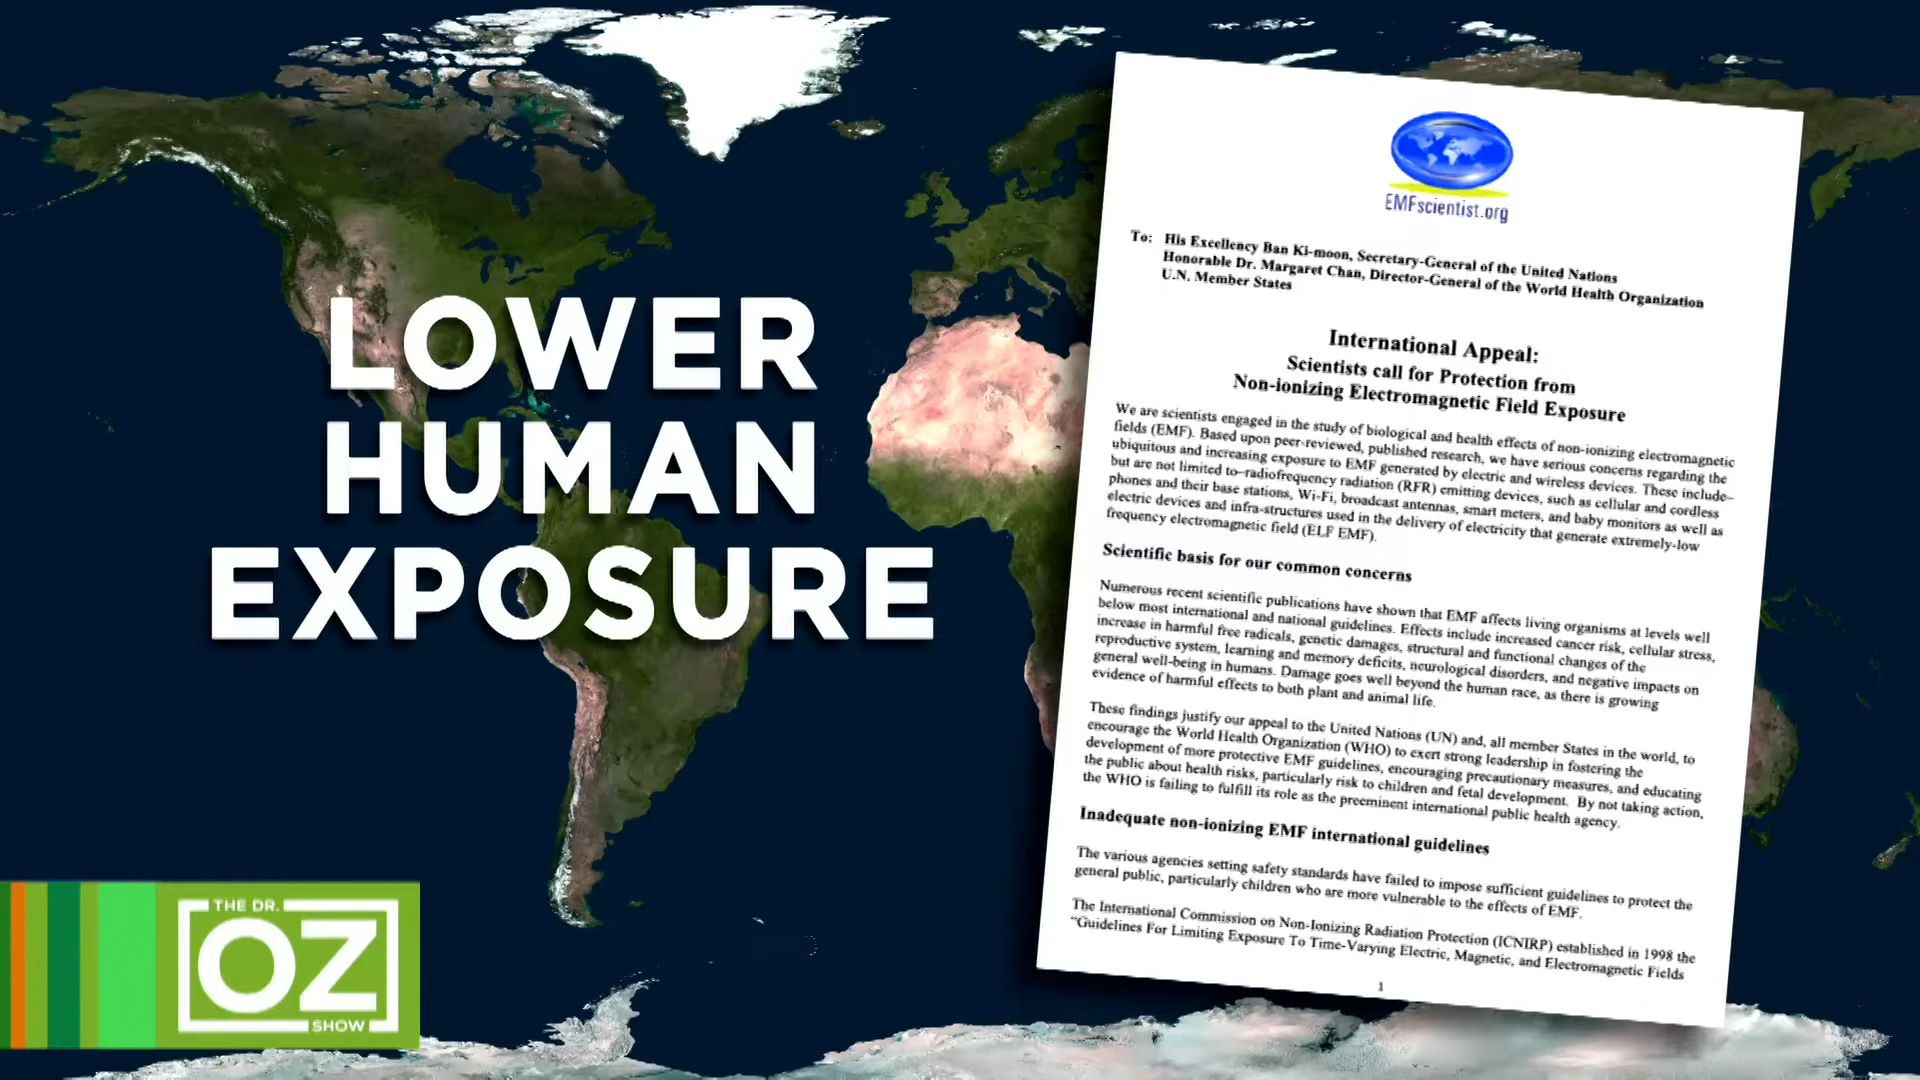 LOWER
HUMAN
EXPOSURE
THE DR.
OZ
SHOW
EMFscientist.org
To: His Excellency Ban Ki-moon, Secretary-General of the United Nations
Honorable Dr. Margaret Chan, Director-General of the World Health Organization
U.N. Member States
International Appeal:
Scientists call for Protection from
Non-ionizing Electromagnetic Field Exposure
We are scientists engaged in the study of biological and health effects of non-ionizing electromagnetic
fields (EMF). Based upon peer-reviewed, published research, we have serious concerns regarding the
ubiquitous and increasing exposure to EMF generated by electric and wireless devices. These include–
but are not limited to–radiofrequency radiation (RFR) emitting devices, such as cellular and cordless
phones and their base stations, Wi-Fi, broadcast antennas, smart meters, and baby monitors as well as
electric devices and infra-structures used in the delivery of electricity that generate extremely-low
frequency electromagnetic field (ELF EMF).
Scientific basis for our common concerns
Numerous recent scientific publications have shown that EMF affects living organisms at levels well
below most international and national guidelines. Effects include increased cancer risk, cellular stress,
increase in harmful free radicals, genetic damages, structural and functional changes of the
reproductive system, learning and memory deficits, neurological disorders, and negative impacts on
general well-being in humans. Damage goes well beyond the human race, as there is growing
evidence of harmful effects to both plant and animal life.
These findings justify our appeal to the United Nations (UN) and, all member States in the world, to
encourage the World Health Organization (WHO) to exert strong leadership in fostering the
development of more protective EMF guidelines, encouraging precautionary measures, and educating
the public about health risks, particularly risk to children and fetal development. By not taking action,
the WHO is failing to fulfill its role as the preeminent international public health agency.
Inadequate non-ionizing EMF international guidelines
The various agencies setting safety standards have failed to impose sufficient guidelines to protect the
general public, particularly children who are more vulnerable to the effects of EMF.
The International Commission on Non-Ionizing Radiation Protection (ICNIRP) established in 1998 the
“Guidelines For Limiting Exposure To Time-Varying Electric, Magnetic, and Electromagnetic Fields
1